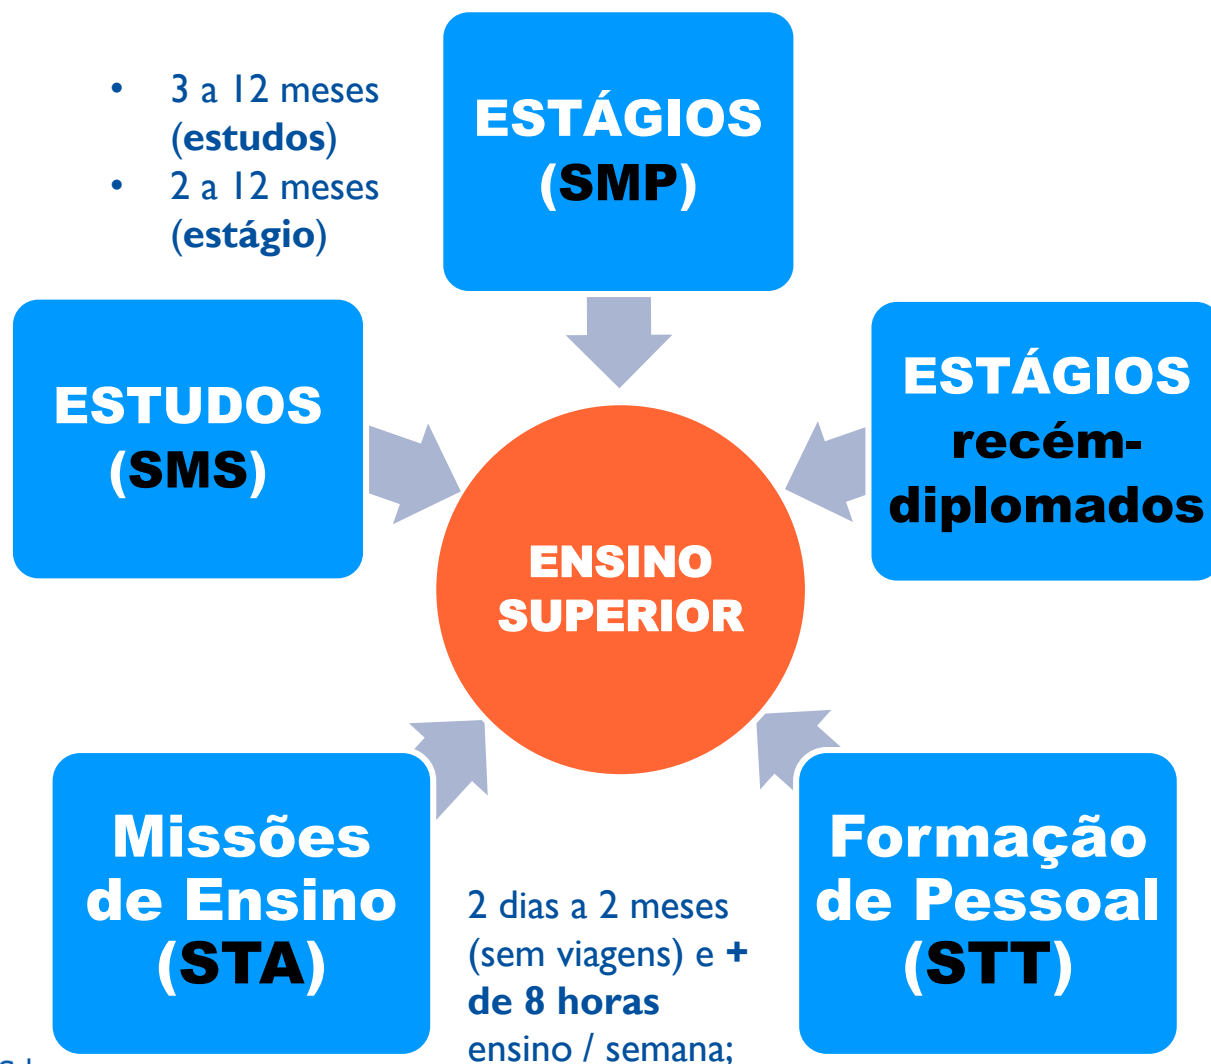 • 3 a 12 meses
(estudos)
• 2 a 12 meses
(estágio)
ESTÁGIOS
(SMP)
ESTUDOS
(SMS)
ESTÁGIOS
recém-
diplomados
ENSINO
SUPERIOR
Missões
de Ensino
(STA)
2 dias a 2 meses
(sem viagens) e +
de 8 horas
ensino / semana;
Formação
de Pessoal
(STT)